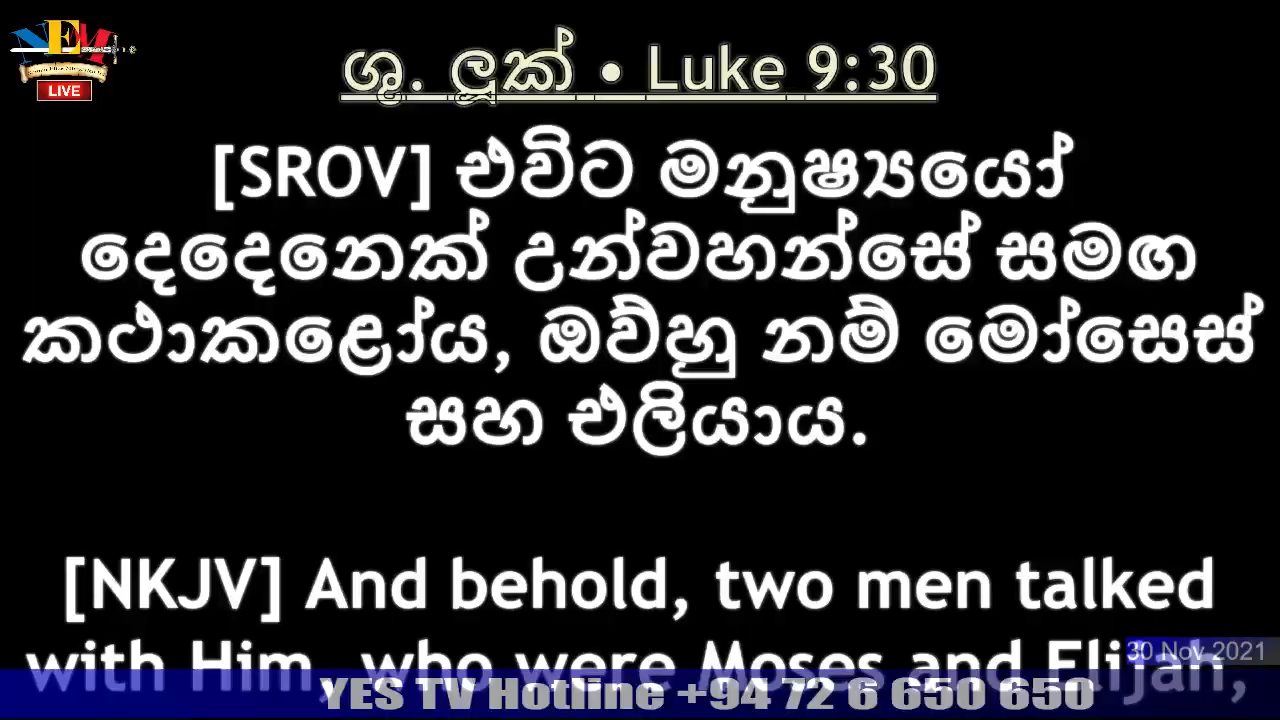 NEM
LIVE
ශු. ලූක් • Luke 9:30
[SROV] එවිට මනුෂ්‍යයෝ
දෙදෙනෙක් උන්වහන්සේ සමඟ
කථාකළෝය, ඔව්හු නම් මෝසෙස්
සහ එලියාය.
[NKJV] And behold, two men talked
with Him, who were Moses and Elijah,
30 Nov 2021
YES TV Hotline +94 72 6 650 650